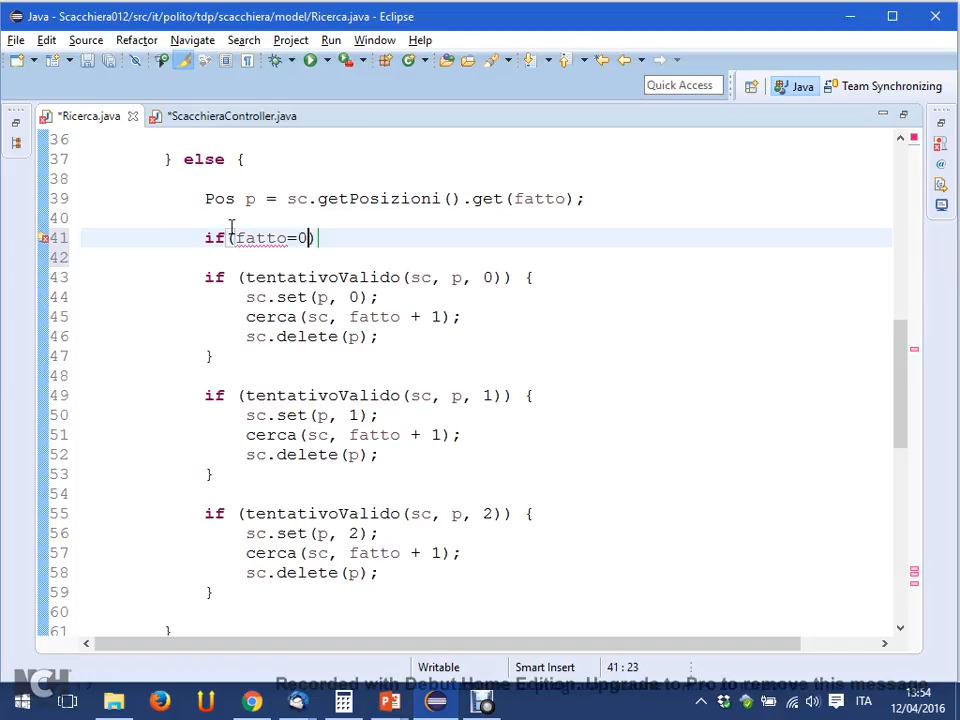 Java - Scacchiera012/src/it/polito/tdp/scacchiera/model/Ricerca.java - Eclipse
File Edit Source Refactor Navigate Search Project Run Window Help
Quick Access Java Team Synchronizing
*Ricerca.java *ScacchieraController.java
36
37 } else {
38
39 Pos p = sc.getPosizioni().get(fatto);
40
41 if(fatto=0)
42
43 if (tentativoValido(sc, p, 0)) {
44 sc.set(p, 0);
45 cerca(sc, fatto + 1);
46 sc.delete(p);
47 }
48
49 if (tentativoValido(sc, p, 1)) {
50 sc.set(p, 1);
51 cerca(sc, fatto + 1);
52 sc.delete(p);
53 }
54
55 if (tentativoValido(sc, p, 2)) {
56 sc.set(p, 2);
57 cerca(sc, fatto + 1);
58 sc.delete(p);
59 }
60
61 }
Writable Smart Insert 41 : 23
NCH Recorded with Debut Home Edition. Upgrade to Pro to remove this message
ITA 13:54
12/04/2016